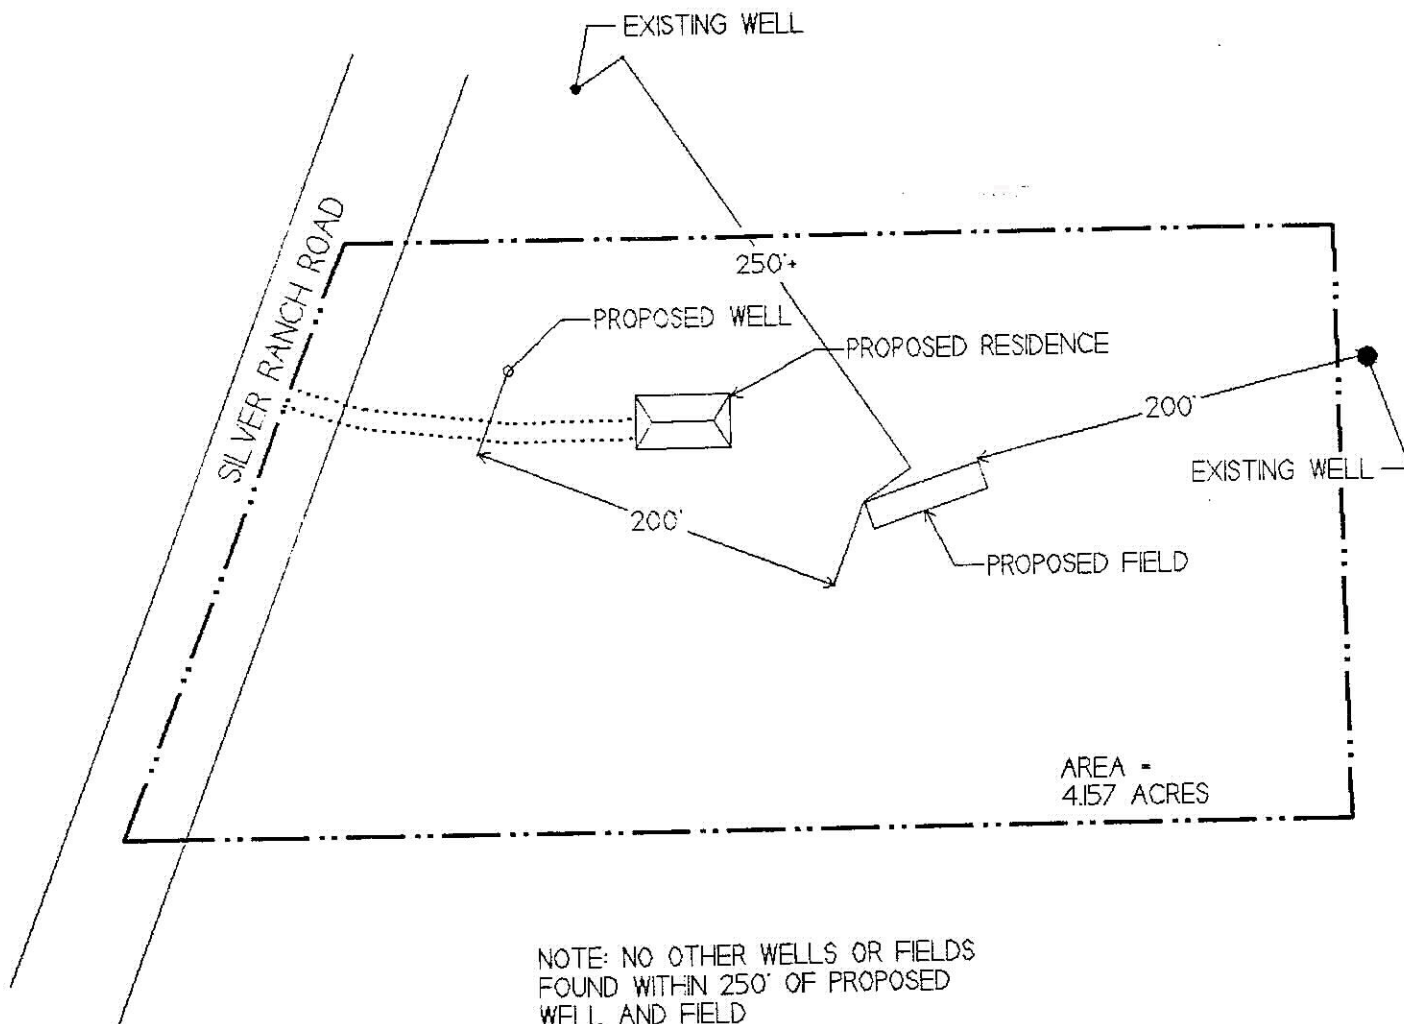 EXISTING WELL
SILVER RANCH ROAD
250'+
PROPOSED WELL
PROPOSED RESIDENCE
200'
EXISTING WELL
200'
PROPOSED FIELD
AREA =
4.157 ACRES
NOTE: NO OTHER WELLS OR FIELDS
FOUND WITHIN 250' OF PROPOSED
WELL AND FIELD